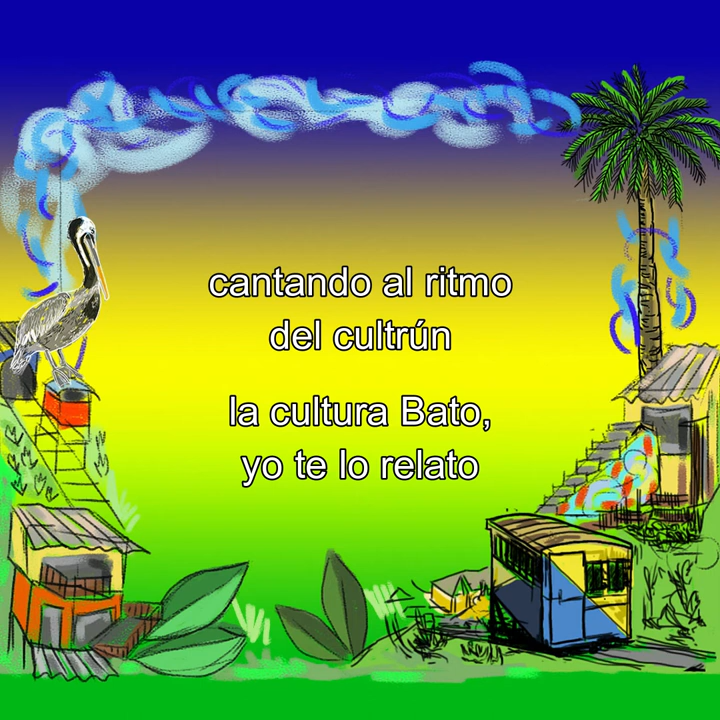 cantando al ritmo
del cultrún
la cultura Bato,
yo te lo relato